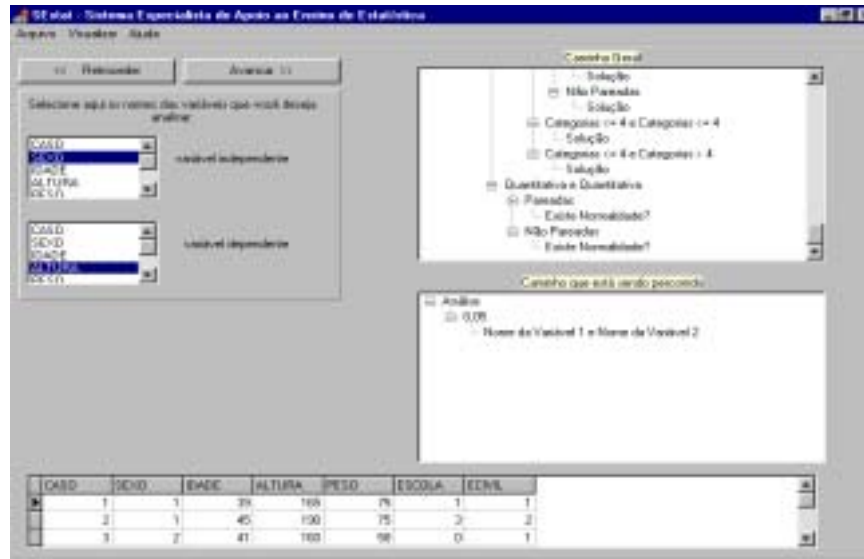 SEstat - Sistema Especialista de Apoio ao Ensino de Estatística
Arquivo Visualizar Ajuda
<< Retroceder
Avançar >>
Selecione aqui os nomes das variáveis que você deseja
analisar:
CASO
SEXO
IDADE
ALTURA
PESO
variável independente
CASO
SEXO
IDADE
ALTURA
PESO
variável dependente
Caminho Geral
Solução
Não Pareadas
Solução
Categorias <= 4 e Categorias <= 4
Solução
Categorias <= 4 e Categorias > 4
Solução
Quantitativa e Quantitativa
Pareadas
Existe Normalidade?
Não Pareadas
Existe Normalidade?
Caminho que está sendo percorrido
Análise
0,05
Nome da Variável 1 e Nome da Variável 2
CASO SEXO IDADE ALTURA PESO ESCOLA ECIVIL
1 1 1 1
2 1 45 190 75 3 2
3 2 41 160 98 0 1